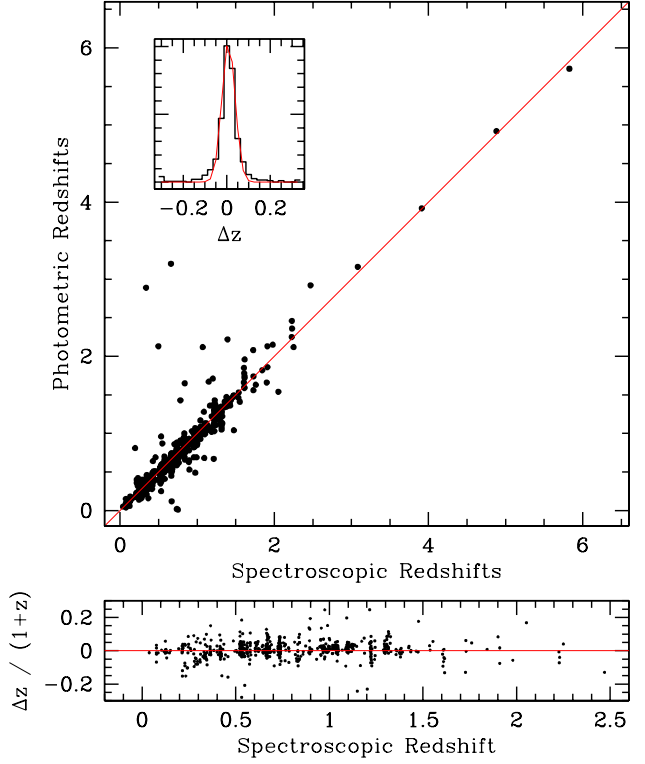 6
4
2
0
Photometric Redshifts
−0.2 0 0.2
Δz
0 2 4 6
Spectroscopic Redshifts
0.2
0
−0.2
Δz / (1+z)
0 0.5 1 1.5 2 2.5
Spectroscopic Redshift